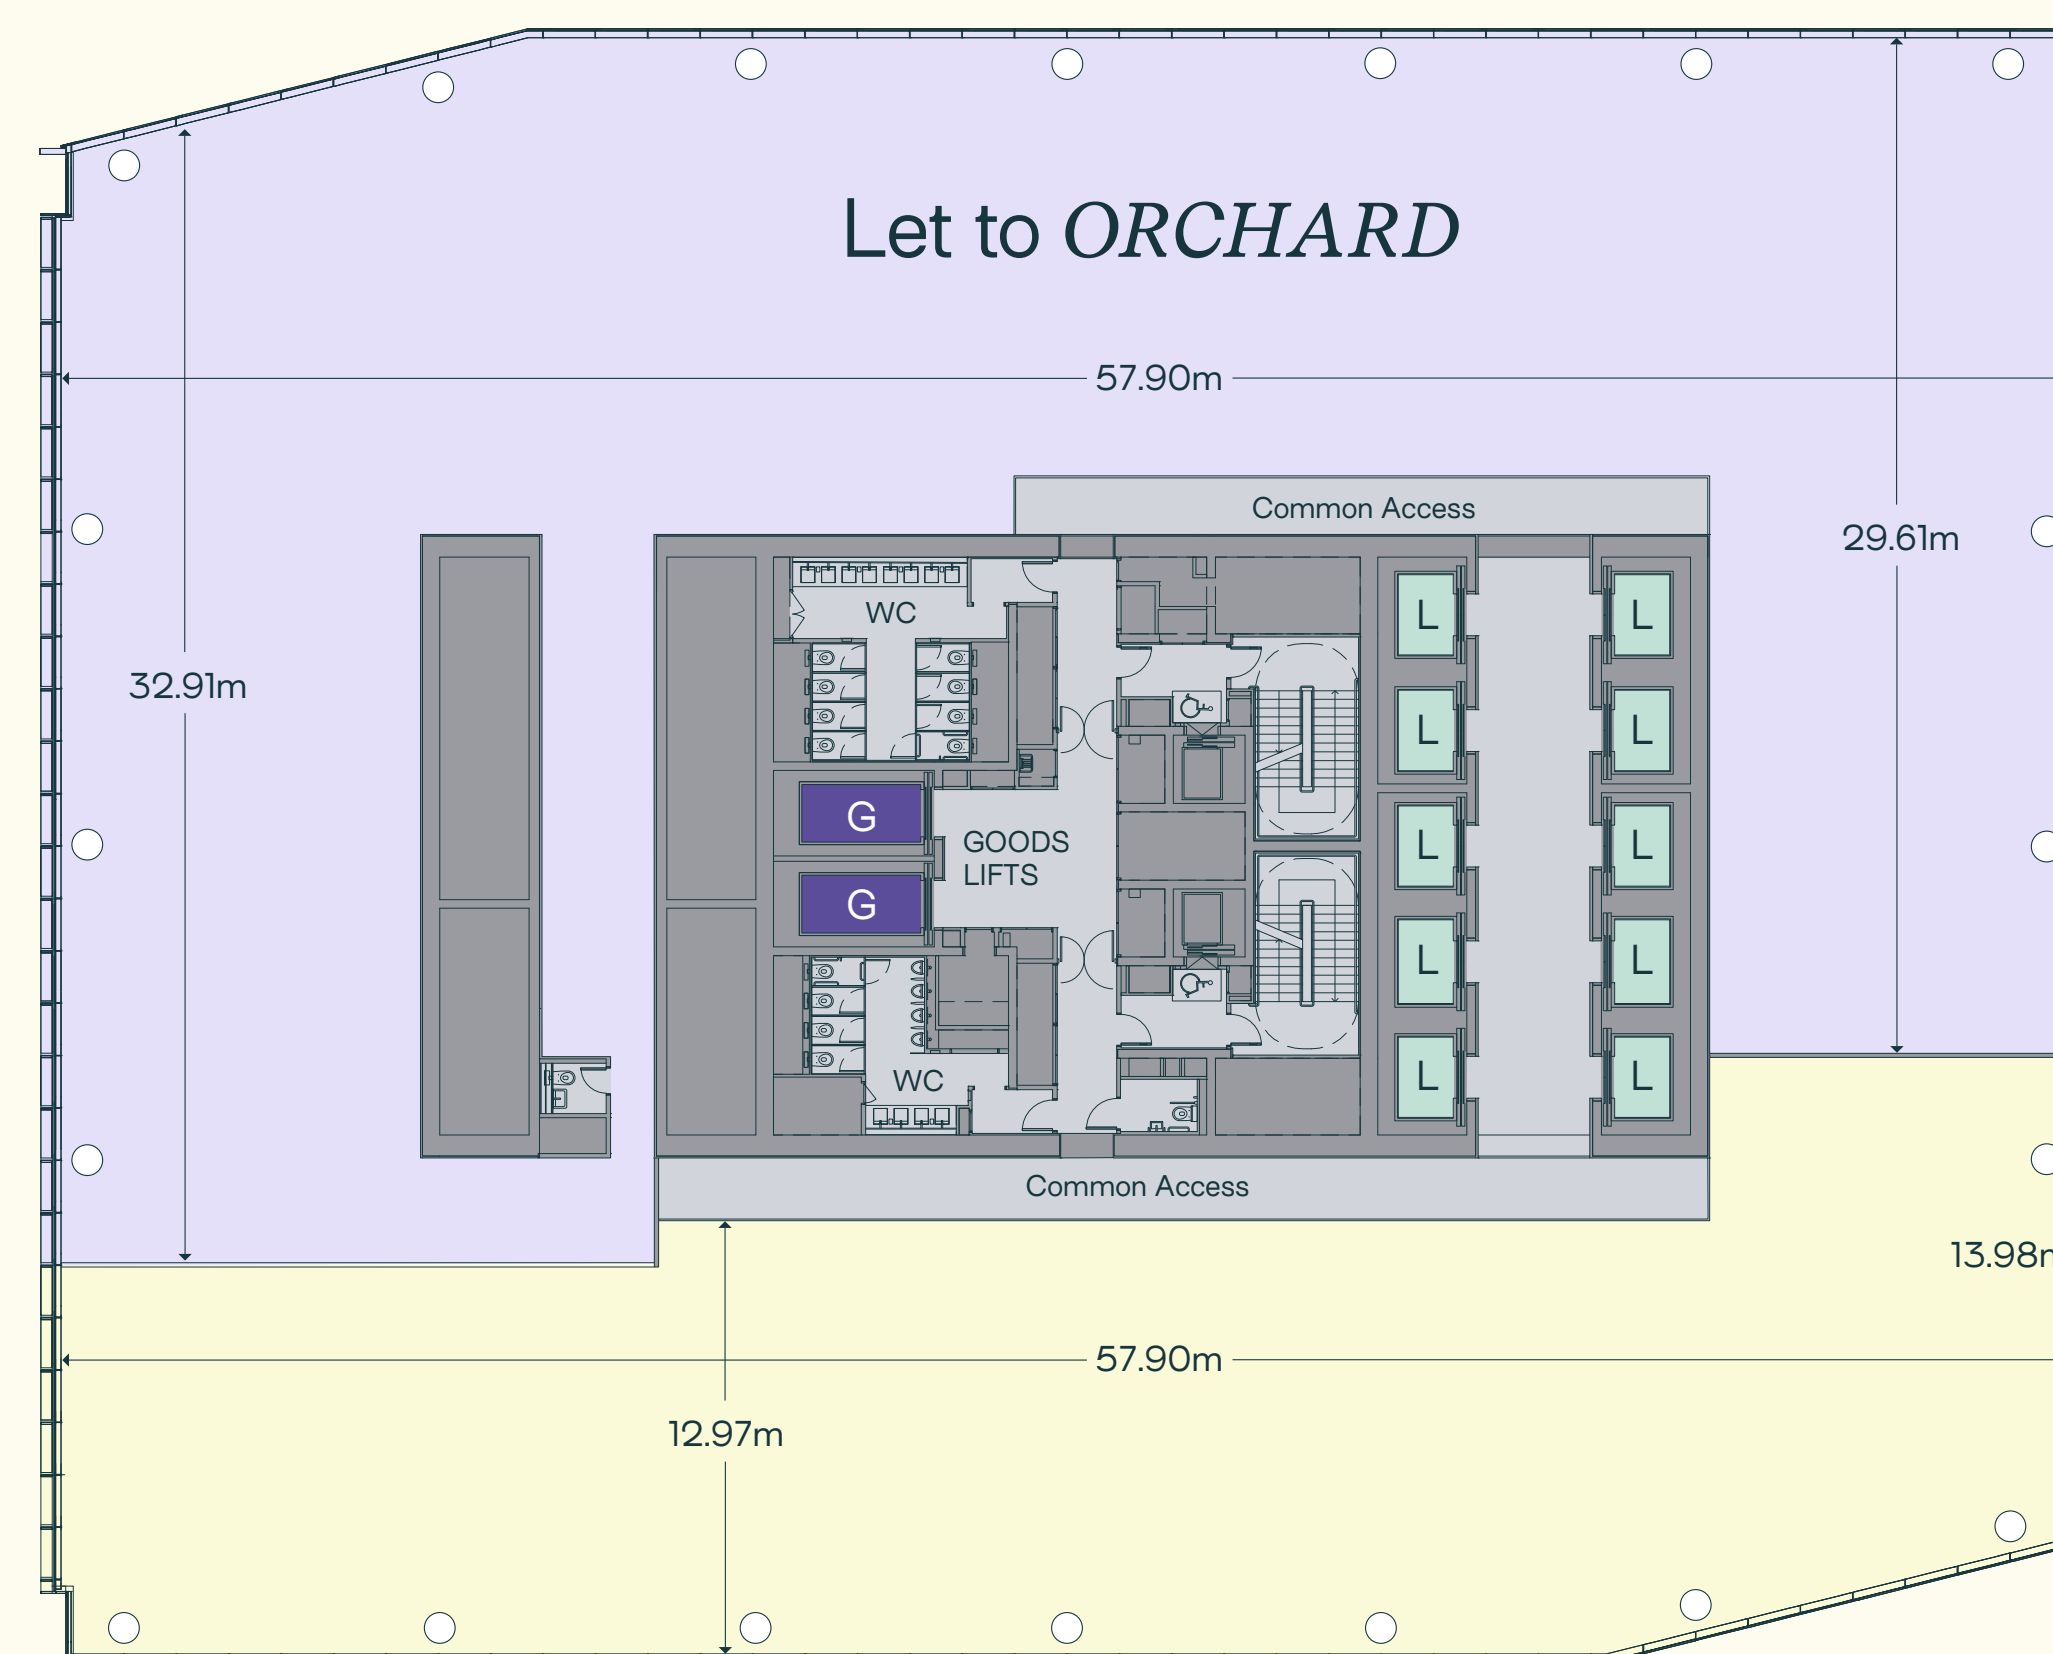 Let to ORCHARD
57.90m
Common Access
29.61m
WC
L
L
32.91m
L
L
G
GOODS
LIFTS
L
L
G
L
L
WC
L
L
Common Access
13.98m
57.90m
12.97m